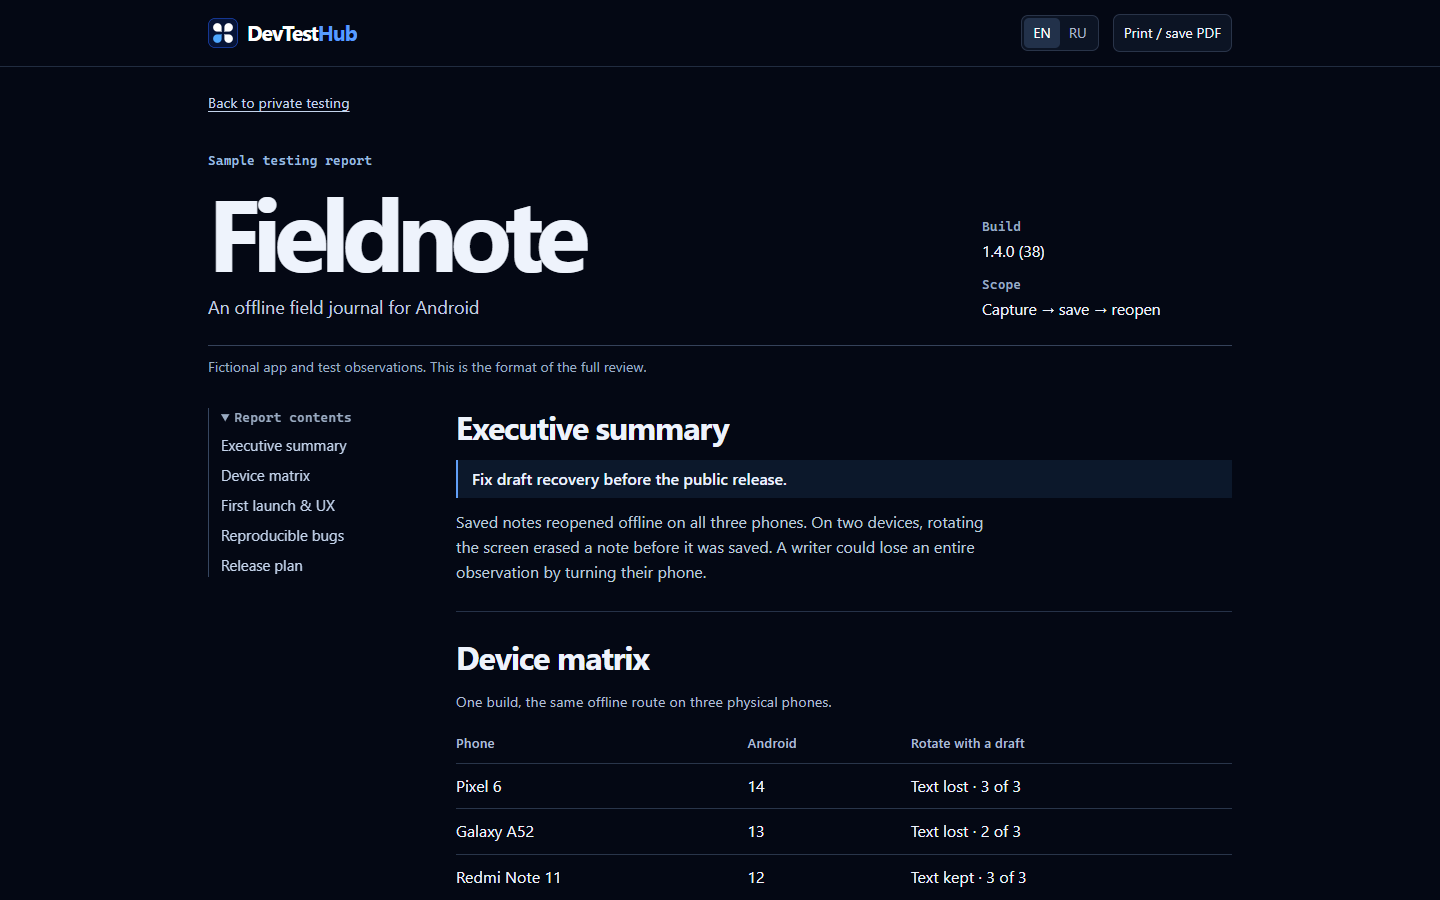 DevTestHub
EN RU
Print / save PDF
Back to private testing
Sample testing report
Fieldnote
An offline field journal for Android
Build
1.4.0 (38)
Scope
Capture → save → reopen
Fictional app and test observations. This is the format of the full review.
▼ Report contents
Executive summary
Device matrix
First launch & UX
Reproducible bugs
Release plan
Executive summary
Fix draft recovery before the public release.
Saved notes reopened offline on all three phones. On two devices, rotating
the screen erased a note before it was saved. A writer could lose an entire
observation by turning their phone.
Device matrix
One build, the same offline route on three physical phones.
Phone Android Rotate with a draft
Pixel 6 14 Text lost · 3 of 3
Galaxy A52 13 Text lost · 2 of 3
Redmi Note 11 12 Text kept · 3 of 3